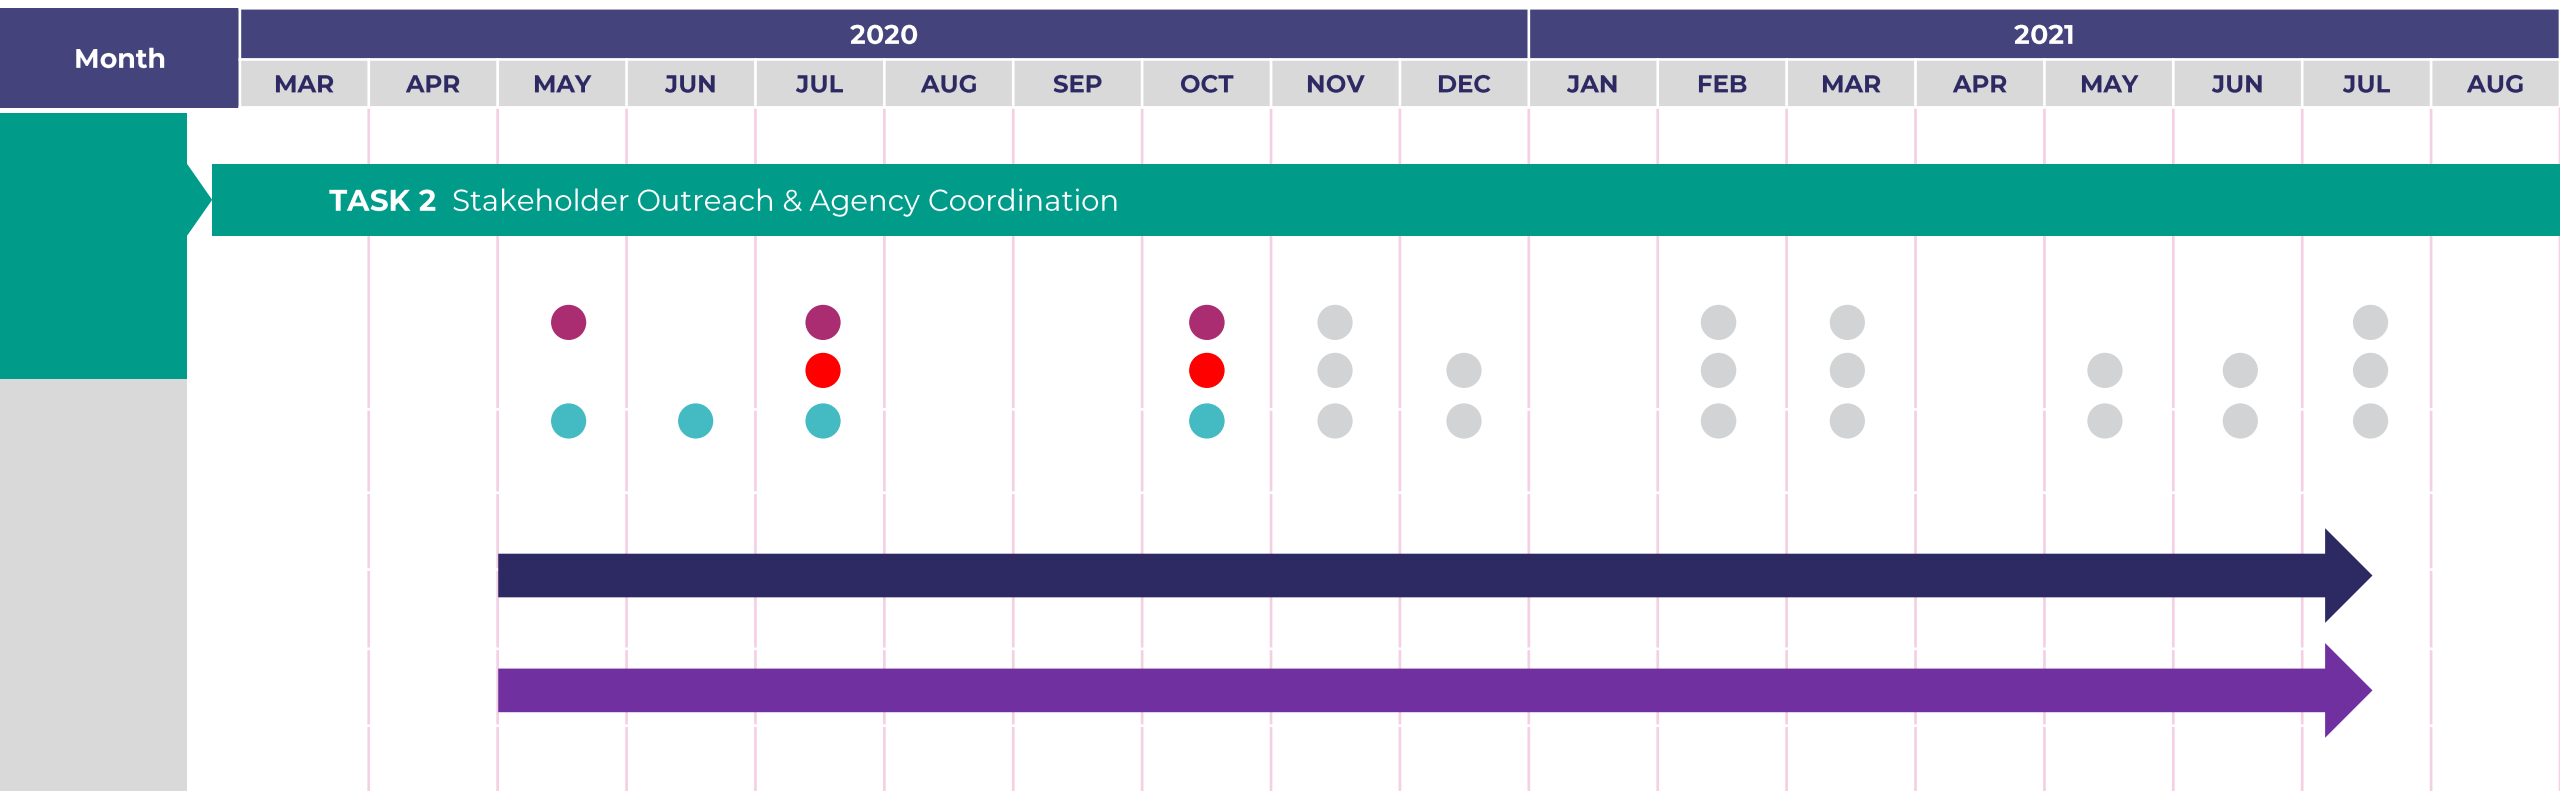 Month
2020
2021
MAR APR MAY JUN JUL AUG SEP OCT NOV DEC JAN FEB MAR APR MAY JUN JUL AUG
TASK 2 Stakeholder Outreach & Agency Coordination